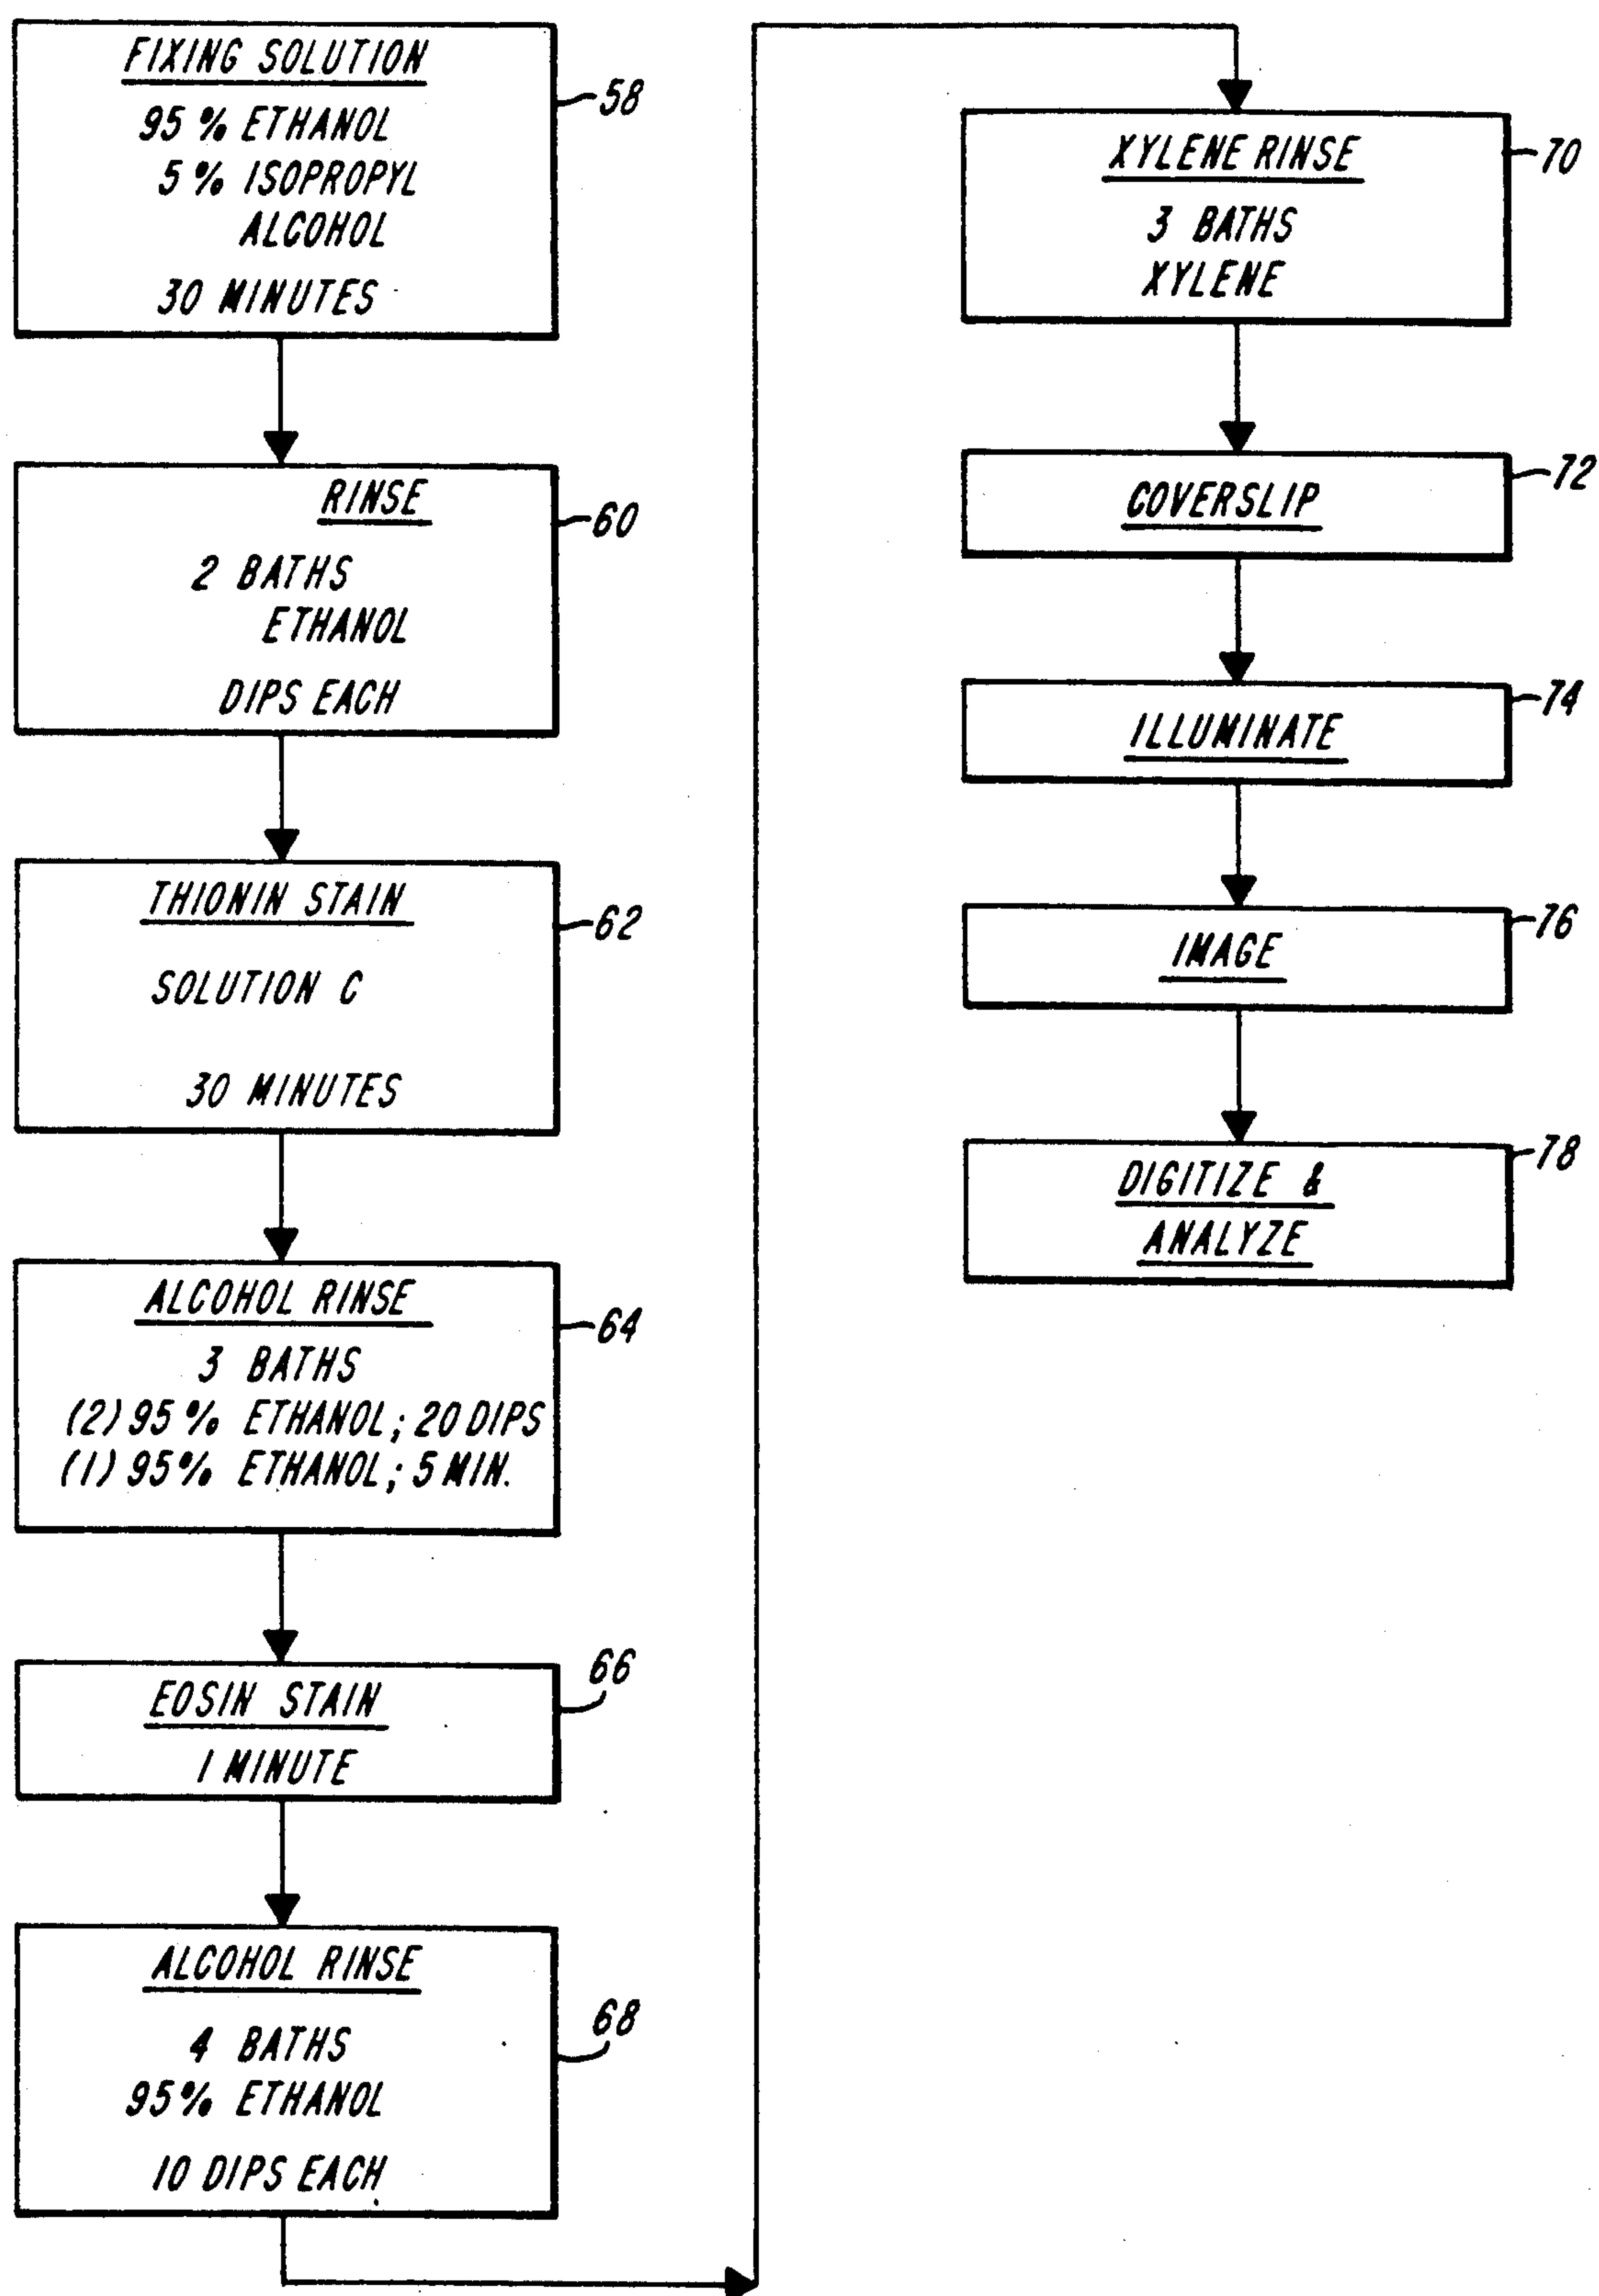 FIXING SOLUTION
95% ETHANOL
5% ISOPROPYL
ALCOHOL
30 MINUTES
58
RINSE
2 BATHS
ETHANOL
DIPS EACH
60
THIONIN STAIN
SOLUTION C
30 MINUTES
62
ALCOHOL RINSE
3 BATHS
(2) 95% ETHANOL; 20 DIPS
(1) 95% ETHANOL; 5 MIN.
64
EOSIN STAIN
1 MINUTE
66
ALCOHOL RINSE
4 BATHS
95% ETHANOL
10 DIPS EACH
68
XYLENE RINSE
3 BATHS
XYLENE
70
COVERSLIP
72
ILLUMINATE
74
IMAGE
76
DIGITIZE &
ANALYZE
78